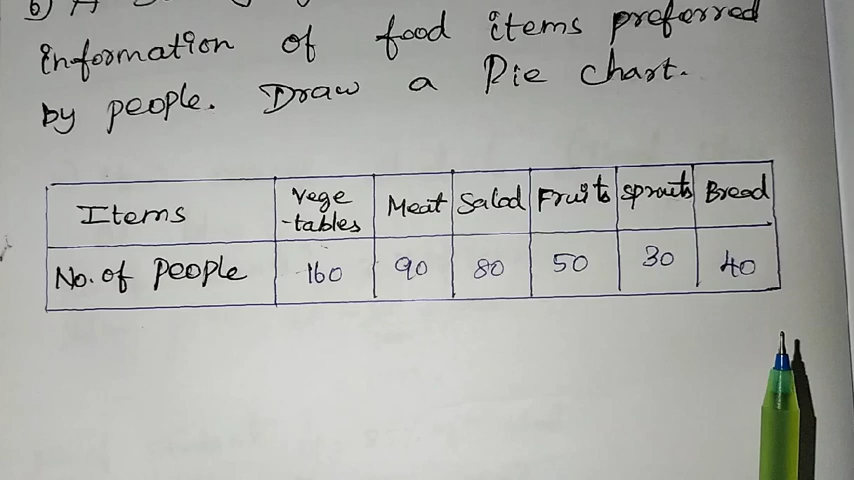 6) A
information of food items preferred
by people. Draw a Pie chart.
Items Vege-tables Meat Salad Fruits Sprouts Bread
No. of people 160 90 80 50 30 40